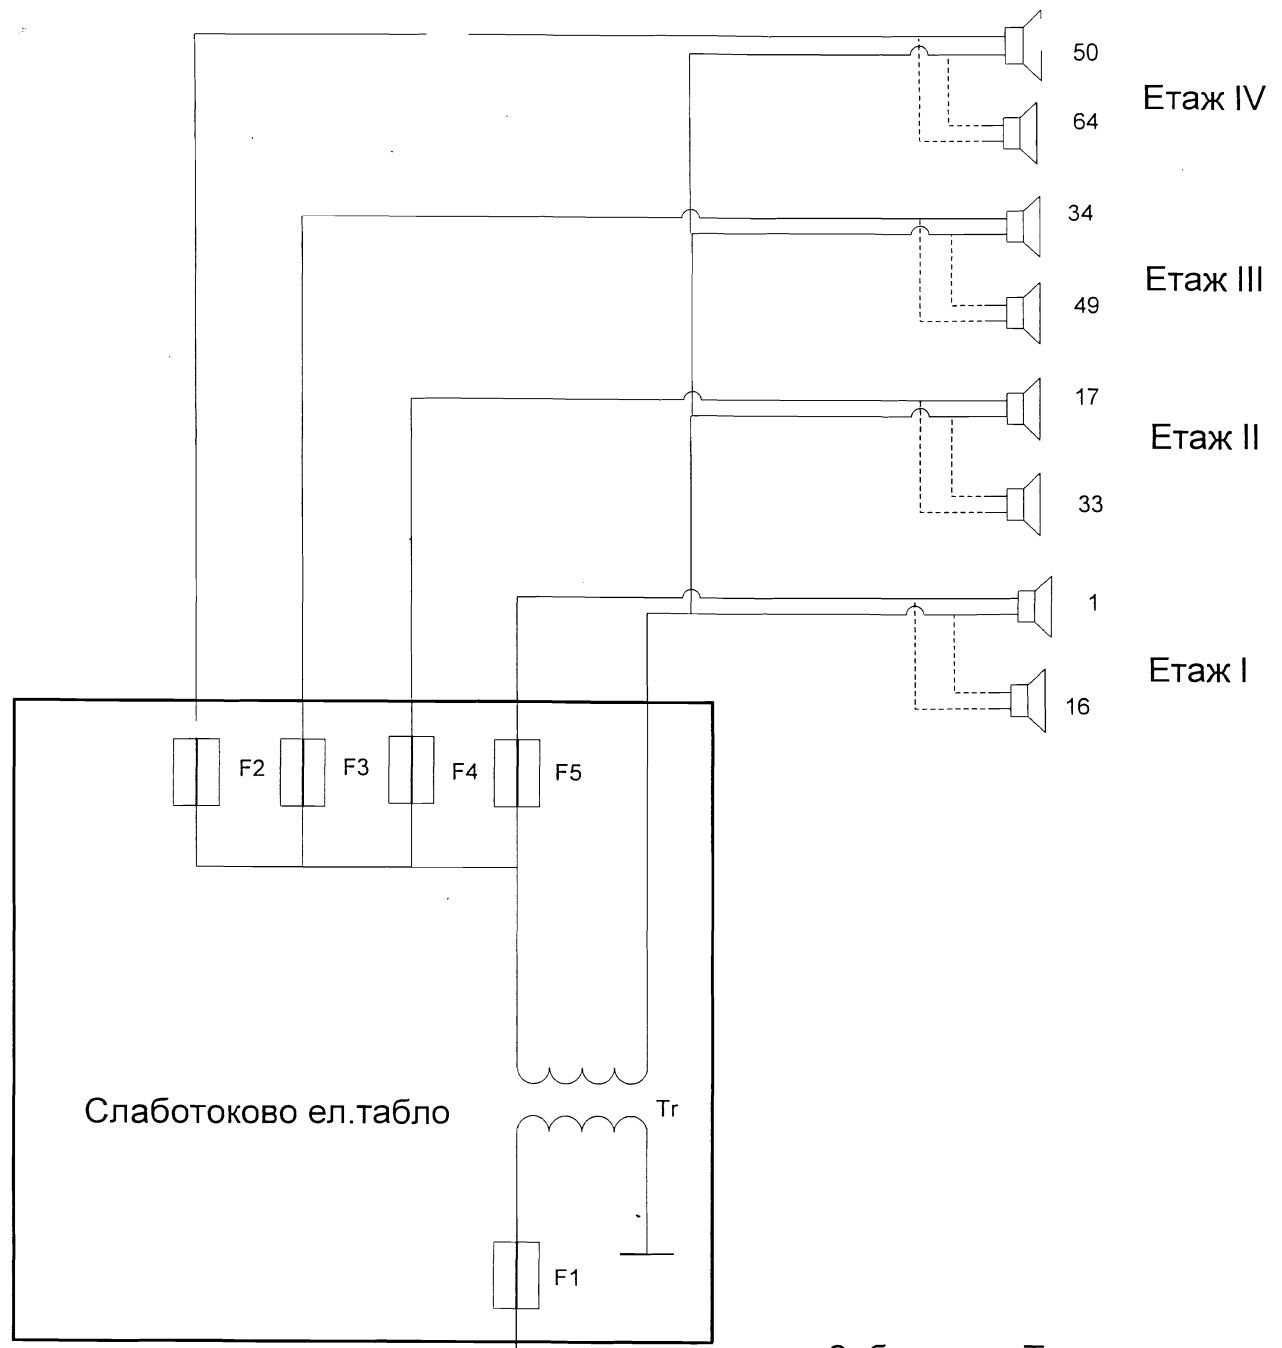 50
Етаж IV
64
34
Етаж III
49
17
Етаж II
33
1
Етаж I
16
F2
F3
F4
F5
Слаботоково ел.табло
Tr
F1